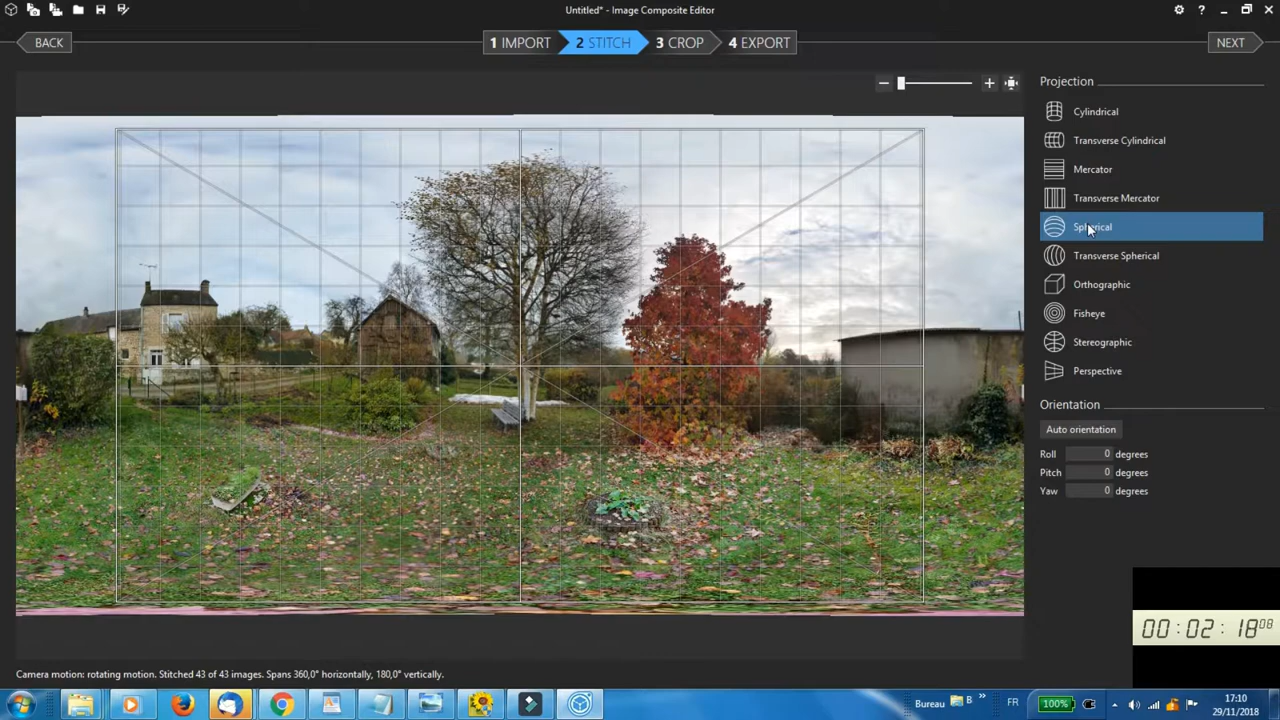 Untitled* - Image Composite Editor
BACK
1 IMPORT
2 STITCH
3 CROP
4 EXPORT
NEXT
Projection
Cylindrical
Transverse Cylindrical
Mercator
Transverse Mercator
Spherical
Transverse Spherical
Orthographic
Fisheye
Stereographic
Perspective
Orientation
Auto orientation
Roll 0 degrees
Pitch 0 degrees
Yaw 0 degrees
00:02:18 08
Camera motion: rotating motion. Stitched 43 of 43 images. Spans 360,0° horizontally, 180,0° vertically.
Bureau
B
»
FR
100%
17:10
29/11/2018